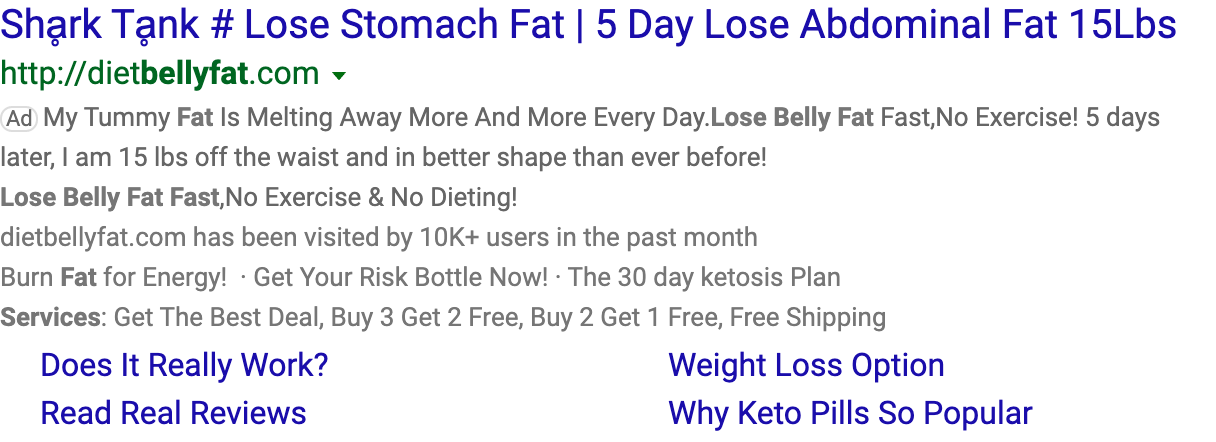 Shḁrk Tḁnk # Lose Stomach Fat | 5 Day Lose Abdominal Fat 15Lbs
http://dietbellyfat.com
Ad My Tummy Fat Is Melting Away More And More Every Day.Lose Belly Fat Fast,No Exercise! 5 days
later, I am 15 lbs off the waist and in better shape than ever before!
Lose Belly Fat Fast,No Exercise & No Dieting!
dietbellyfat.com has been visited by 10K+ users in the past month
Burn Fat for Energy! · Get Your Risk Bottle Now! · The 30 day ketosis Plan
Services: Get The Best Deal, Buy 3 Get 2 Free, Buy 2 Get 1 Free, Free Shipping
Does It Really Work? Weight Loss Option
Read Real Reviews Why Keto Pills So Popular